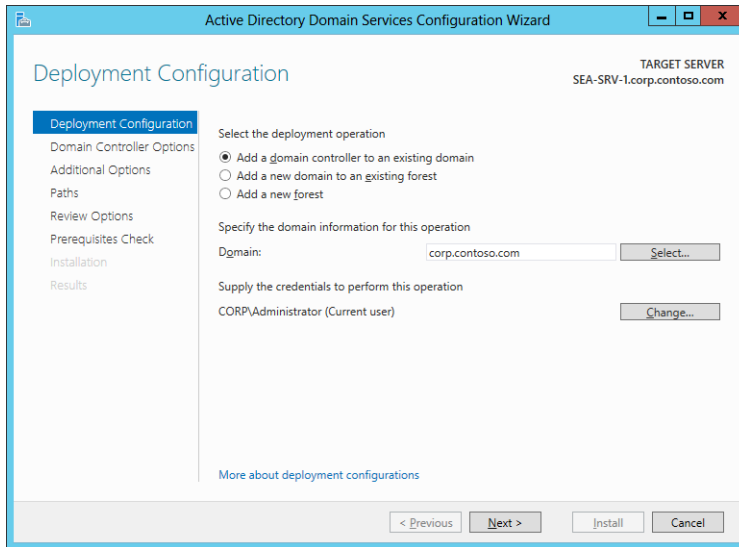 Active Directory Domain Services Configuration Wizard
Deployment Configuration
TARGET SERVER
SEA-SRV-1.corp.contoso.com
Deployment Configuration
Domain Controller Options
Additional Options
Paths
Review Options
Prerequisites Check
Installation
Results
Select the deployment operation
Add a domain controller to an existing domain
Add a new domain to an existing forest
Add a new forest
Specify the domain information for this operation
Domain: corp.contoso.com Select...
Supply the credentials to perform this operation
CORP\Administrator (Current user) Change...
More about deployment configurations
< Previous Next > Install Cancel